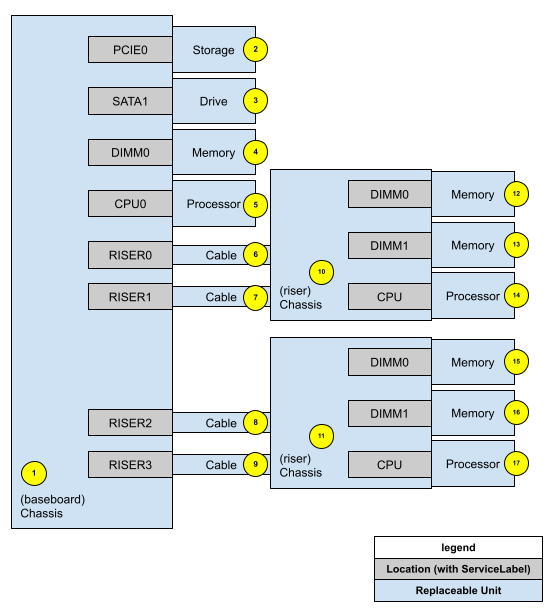 PCIE0 Storage 2
SATA1 Drive 3
DIMM0 Memory 4
CPU0 Processor 5
RISER0 Cable 6
RISER1 Cable 7
RISER2 Cable 8
RISER3 Cable 9
1
(baseboard)
Chassis
DIMM0 Memory 12
DIMM1 Memory 13
10
(riser)
Chassis
CPU Processor 14
DIMM0 Memory 15
DIMM1 Memory 16
11
(riser)
Chassis
CPU Processor 17
legend
Location (with ServiceLabel)
Replaceable Unit